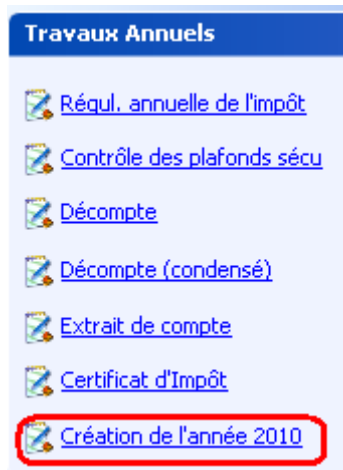 Travaux Annuels
Régul. annuelle de l'impôt
Contrôle des plafonds sécu
Décompte
Décompte (condensé)
Extrait de compte
Certificat d'Impôt
Création de l'année 2010